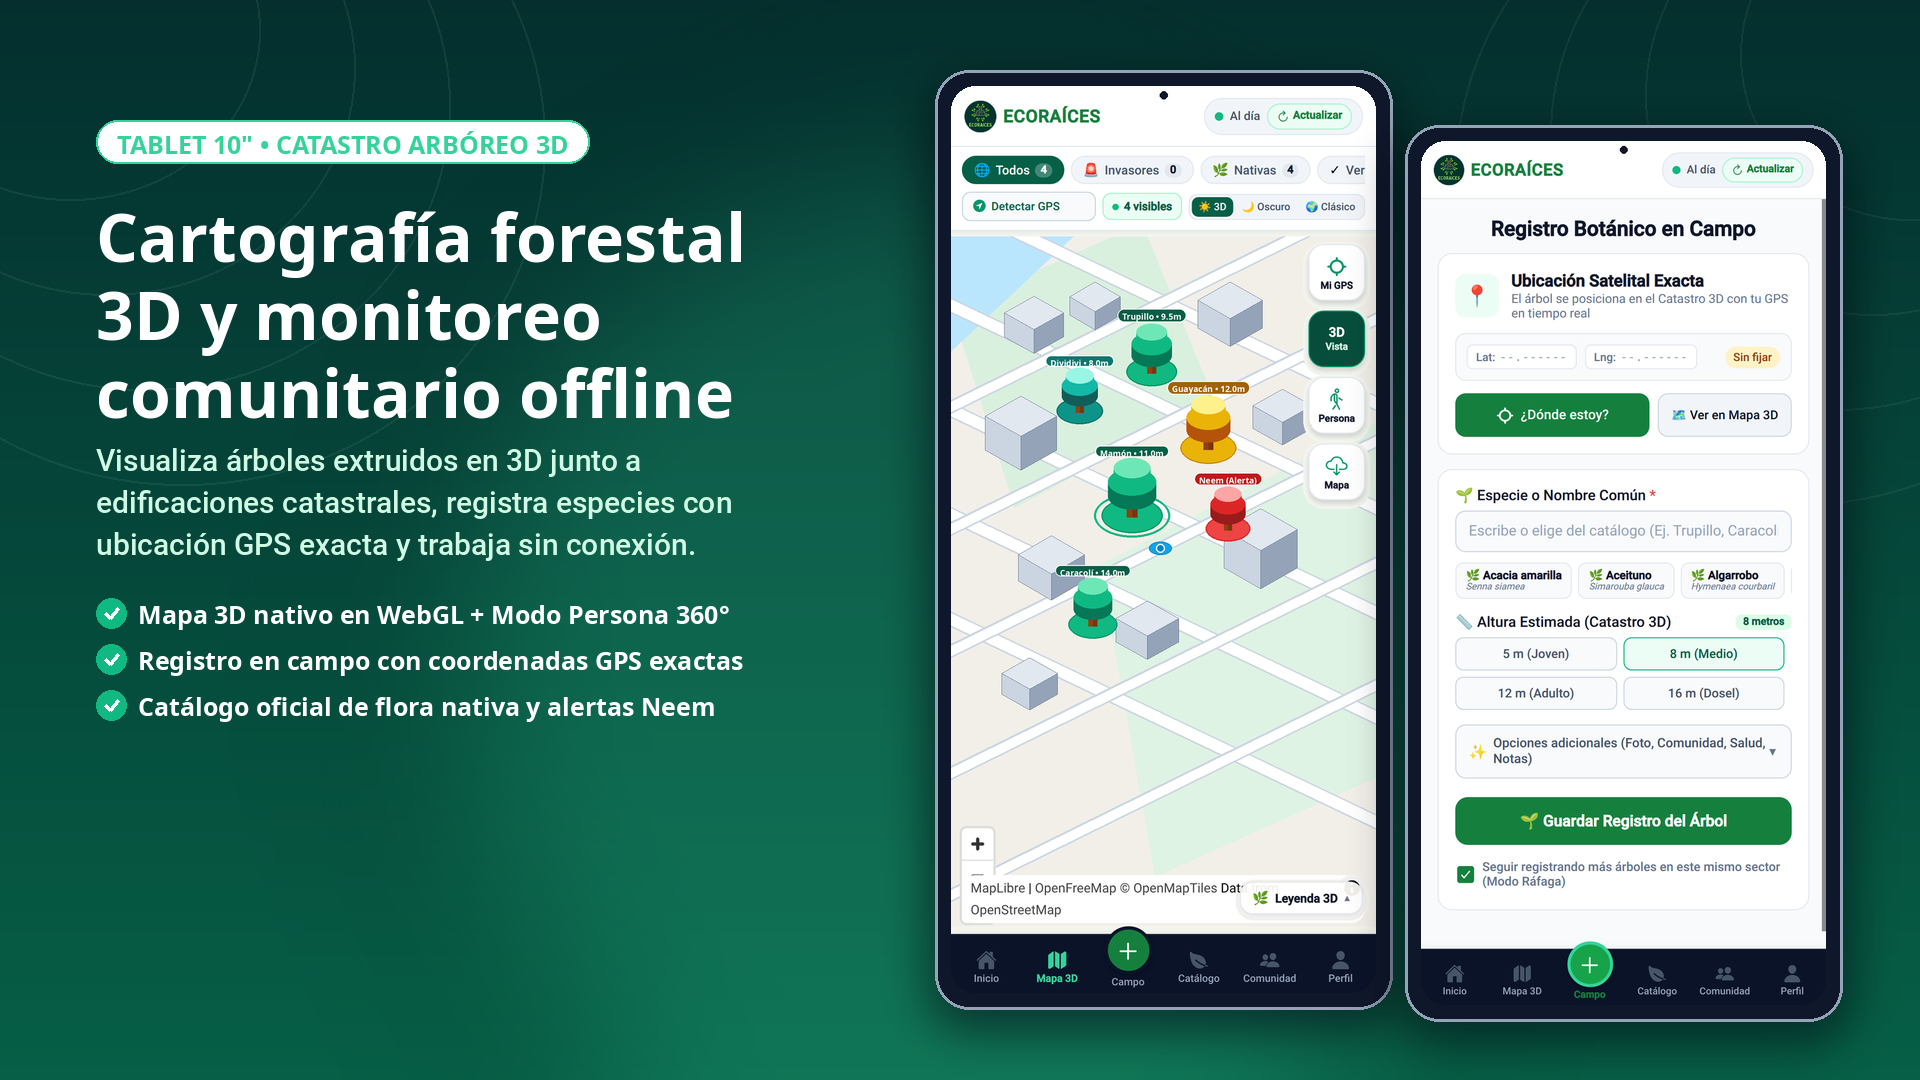 TABLET 10" • CATASTRO ARBÓREO 3D
Cartografía forestal
3D y monitoreo
comunitario offline
Visualiza árboles extruidos en 3D junto a
edificaciones catastrales, registra especies con
ubicación GPS exacta y trabaja sin conexión.
Mapa 3D nativo en WebGL + Modo Persona 360°
Registro en campo con coordenadas GPS exactas
Catálogo oficial de flora nativa y alertas Neem
ECORAÍCES
Al día
Actualizar
Todos 4
Invasores 0
Nativas 4
✓ Ver
Detectar GPS
4 visibles
3D
Oscuro
Clásico
Mi GPS
3D
Vista
Persona
Mapa
Trupillo • 9.5m
Dividivi • 8.0m
Guayacán • 12.0m
Mamón • 11.0m
Neem (Alerta)
Caracolí • 14.0m
+
MapLibre | OpenFreeMap © OpenMapTiles Data from
OpenStreetMap
Leyenda 3D ▲
Inicio
Mapa 3D
Campo
Catálogo
Comunidad
Perfil
ECORAÍCES
Al día
Actualizar
Registro Botánico en Campo
Ubicación Satelital Exacta
El árbol se posiciona en el Catastro 3D con tu GPS
en tiempo real
Lat: --.------
Lng: --.------
Sin fijar
¿Dónde estoy?
Ver en Mapa 3D
Especie o Nombre Común *
Escribe o elige del catálogo (Ej. Trupillo, Caracol
Acacia amarilla
Senna siamea
Aceituno
Simarouba glauca
Algarrobo
Hymenaea courbaril
Altura Estimada (Catastro 3D)
8 metros
5 m (Joven)
8 m (Medio)
12 m (Adulto)
16 m (Dosel)
Opciones adicionales (Foto, Comunidad, Salud,
Notas)
▼
Guardar Registro del Árbol
Seguir registrando más árboles en este mismo sector
(Modo Ráfaga)
Inicio
Mapa 3D
Campo
Catálogo
Comunidad
Perfil